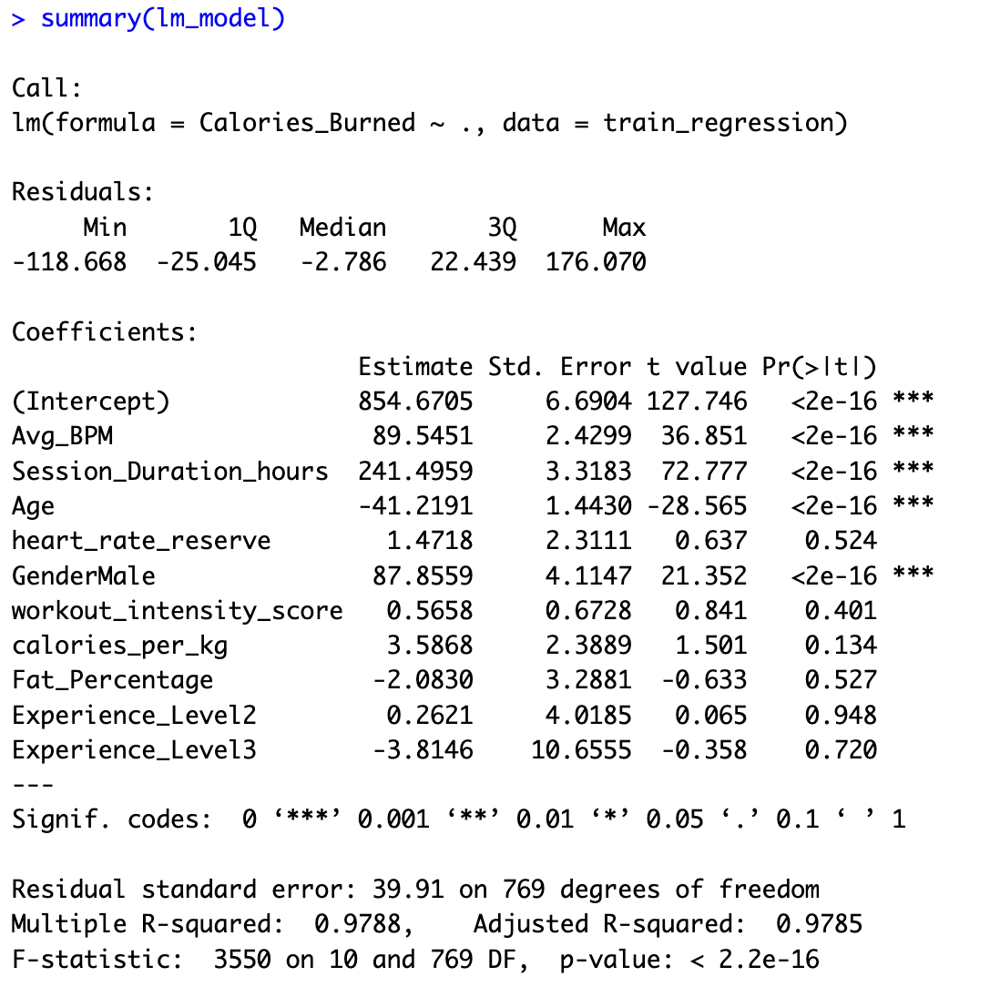 > summary(lm_model)
Call:
lm(formula = Calories_Burned ~ ., data = train_regression)
Residuals:
     Min       1Q   Median       3Q      Max
-118.668  -25.045   -2.786   22.439  176.070
Coefficients:
                        Estimate Std. Error t value Pr(>|t|)
(Intercept)             854.6705     6.6904 127.746   <2e-16 ***
Avg_BPM                  89.5451     2.4299  36.851   <2e-16 ***
Session_Duration_hours  241.4959     3.3183  72.777   <2e-16 ***
Age                     -41.2191     1.4430 -28.565   <2e-16 ***
heart_rate_reserve        1.4718     2.3111   0.637    0.524
GenderMale               87.8559     4.1147  21.352   <2e-16 ***
workout_intensity_score   0.5658     0.6728   0.841    0.401
calories_per_kg           3.5868     2.3889   1.501    0.134
Fat_Percentage           -2.0830     3.2881  -0.633    0.527
Experience_Level2         0.2621     4.0185   0.065    0.948
Experience_Level3        -3.8146    10.6555  -0.358    0.720
---
Signif. codes:  0 ‘***’ 0.001 ‘**’ 0.01 ‘*’ 0.05 ‘.’ 0.1 ‘ ’ 1
Residual standard error: 39.91 on 769 degrees of freedom
Multiple R-squared:  0.9788,    Adjusted R-squared:  0.9785
F-statistic:  3550 on 10 and 769 DF,  p-value: < 2.2e-16